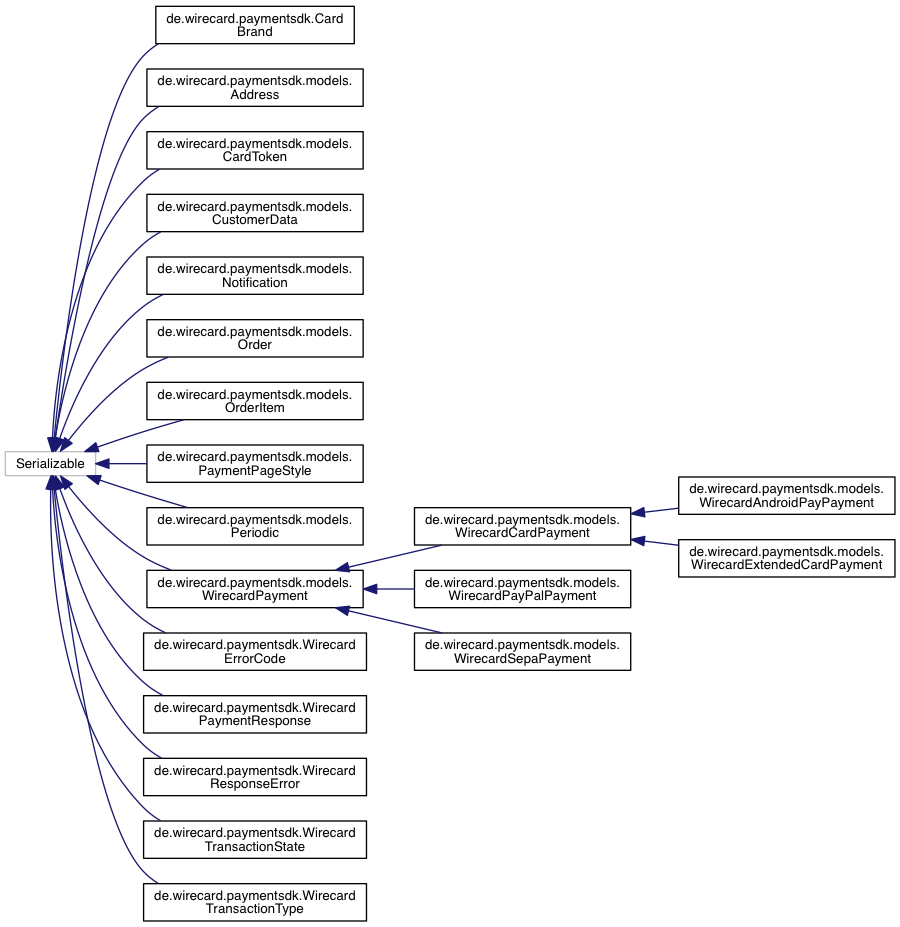 de.wirecard.paymentsdk.Card
Brand
de.wirecard.paymentsdk.models.
Address
de.wirecard.paymentsdk.models.
CardToken
de.wirecard.paymentsdk.models.
CustomerData
de.wirecard.paymentsdk.models.
Notification
de.wirecard.paymentsdk.models.
Order
de.wirecard.paymentsdk.models.
OrderItem
Serializable
de.wirecard.paymentsdk.models.
PaymentPageStyle
de.wirecard.paymentsdk.models.
Periodic
de.wirecard.paymentsdk.models.
WirecardPayment
de.wirecard.paymentsdk.models.
WirecardCardPayment
de.wirecard.paymentsdk.models.
WirecardAndroidPayPayment
de.wirecard.paymentsdk.models.
WirecardExtendedCardPayment
de.wirecard.paymentsdk.models.
WirecardPayPalPayment
de.wirecard.paymentsdk.models.
WirecardSepaPayment
de.wirecard.paymentsdk.Wirecard
ErrorCode
de.wirecard.paymentsdk.Wirecard
PaymentResponse
de.wirecard.paymentsdk.Wirecard
ResponseError
de.wirecard.paymentsdk.Wirecard
TransactionState
de.wirecard.paymentsdk.Wirecard
TransactionType